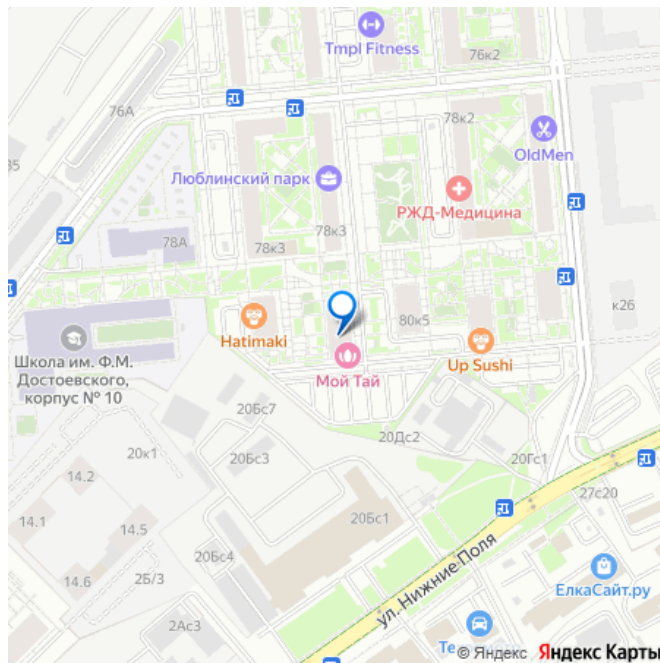 Tmpl Fitness
76к2
76А
35
78к2
OldMen
Люблинский парк
РЖД-Медицина
78А
78к3
78к3
к26
Hatimaki
80к5
Школа им. Ф.М.
Достоевского,
корпус № 10
Мой Тай
Up Sushi
20Бс7
20к1
20Бс3
20Дс2
20Гс1
14.2
27с20
14.1
14.5
20Бс1
20Бс4
ул. Нижние Поля
14.6
2Б/3
ЕлкаСайт.ру
2Ас3
© Яндекс Яндекс Карты